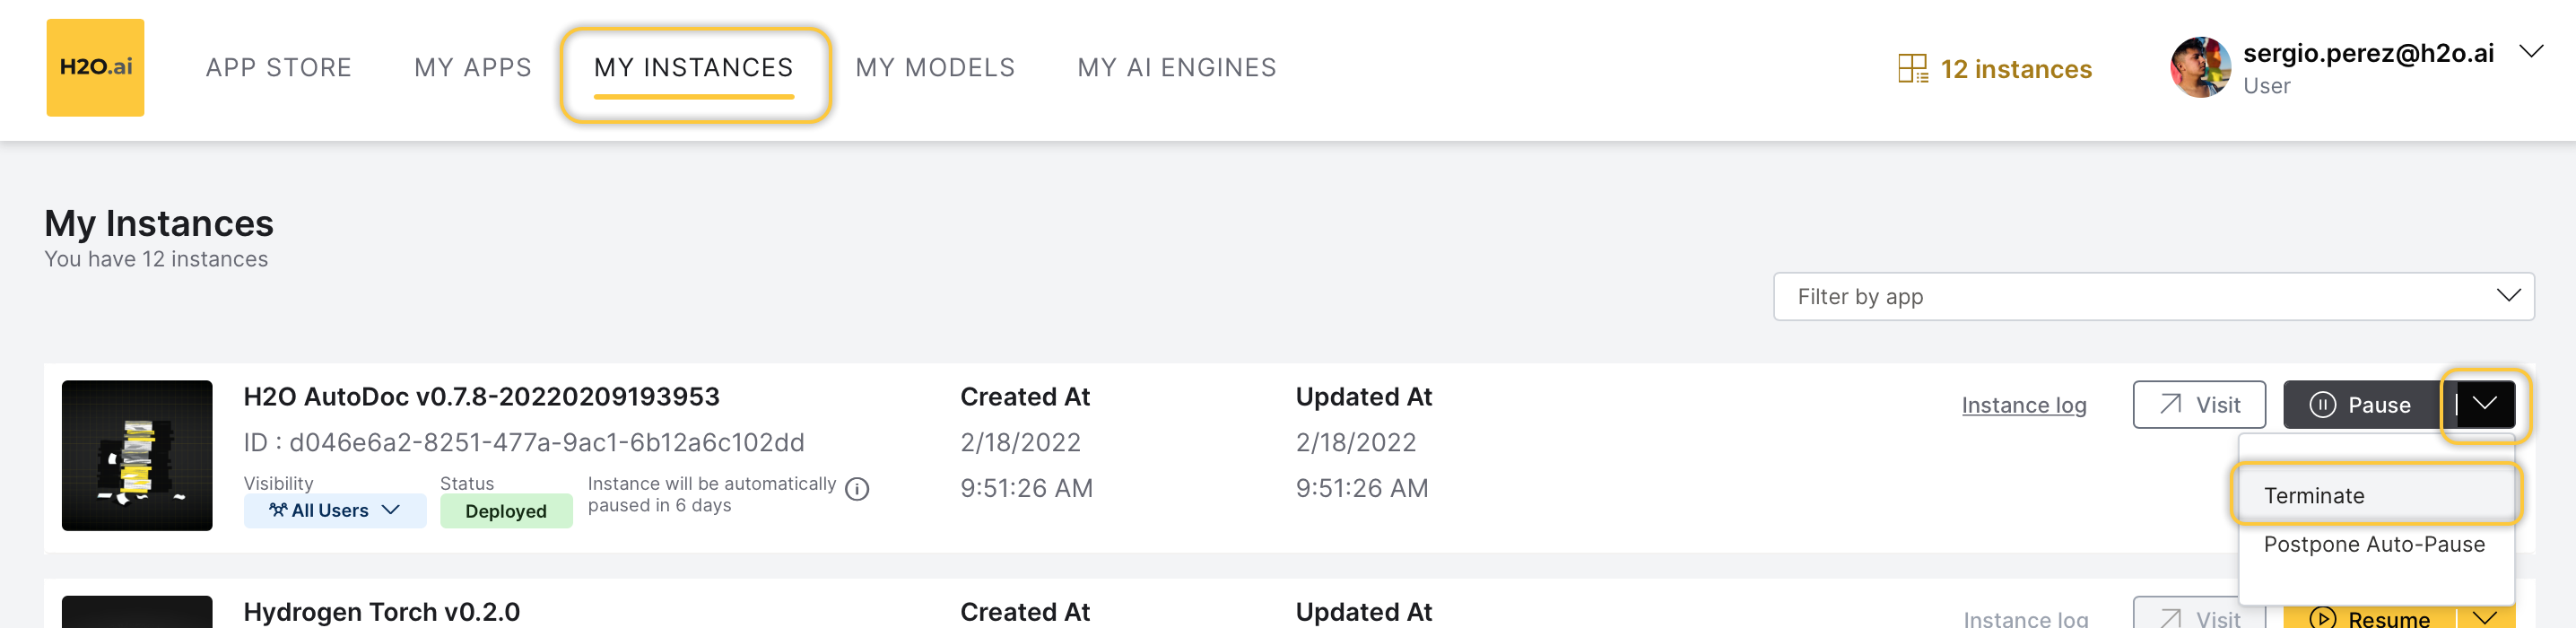 H2O.ai
APP STORE
MY APPS
MY INSTANCES
MY MODELS
MY AI ENGINES
12 instances
sergio.perez@h2o.ai
User
My Instances
You have 12 instances
Filter by app
H2O AutoDoc v0.7.8-20220209193953
ID : d046e6a2-8251-477a-9ac1-6b12a6c102dd
Visibility
All Users
Status
Deployed
Instance will be automatically
paused in 6 days
Created At
2/18/2022
9:51:26 AM
Updated At
2/18/2022
9:51:26 AM
Instance log
Visit
Pause
Terminate
Postpone Auto-Pause
Hydrogen Torch v0.2.0
Created At
Updated At
Instance log
Visit
Resume